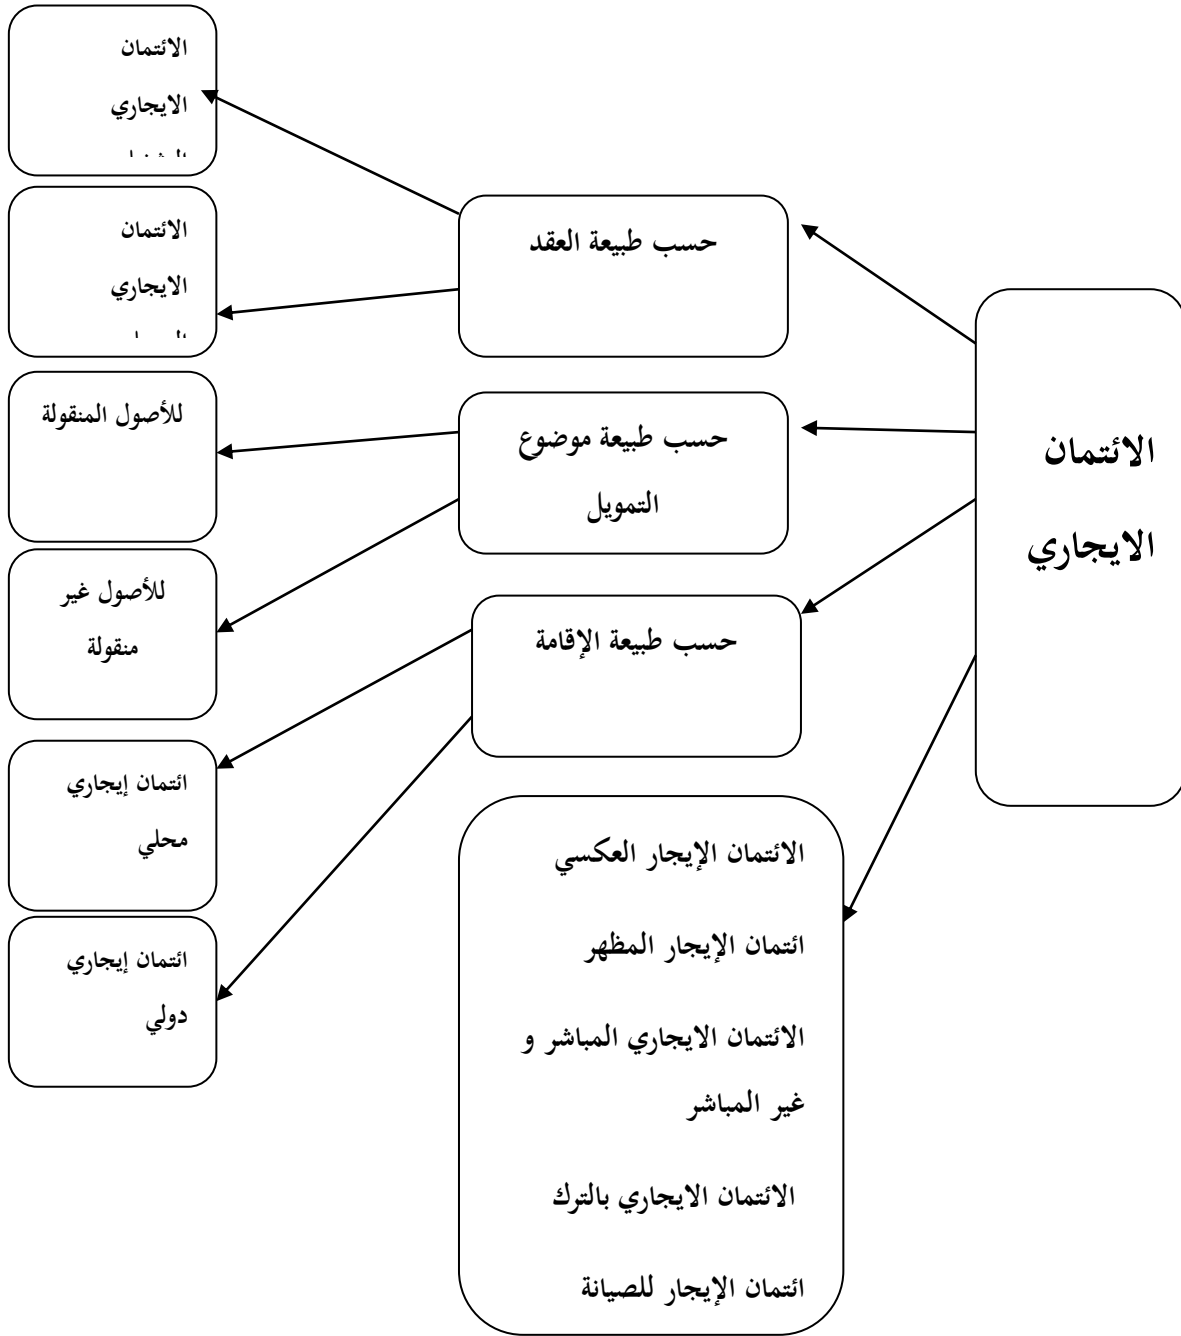 الائتمان
الايجاري
حسب طبيعة العقد
الائتمان
الايجاري
الائتمان
الايجاري
حسب طبيعة موضوع
التمويل
للأصول المنقولة
للأصول غير
منقولة
حسب طبيعة الإقامة
ائتمان إيجاري
محلي
ائتمان إيجاري
دولي
الائتمان الإيجار العكسي
ائتمان الإيجار المظهر
الائتمان الايجاري المباشر و
غير المباشر
الائتمان الايجاري بالترك
ائتمان الإيجار للصيانة